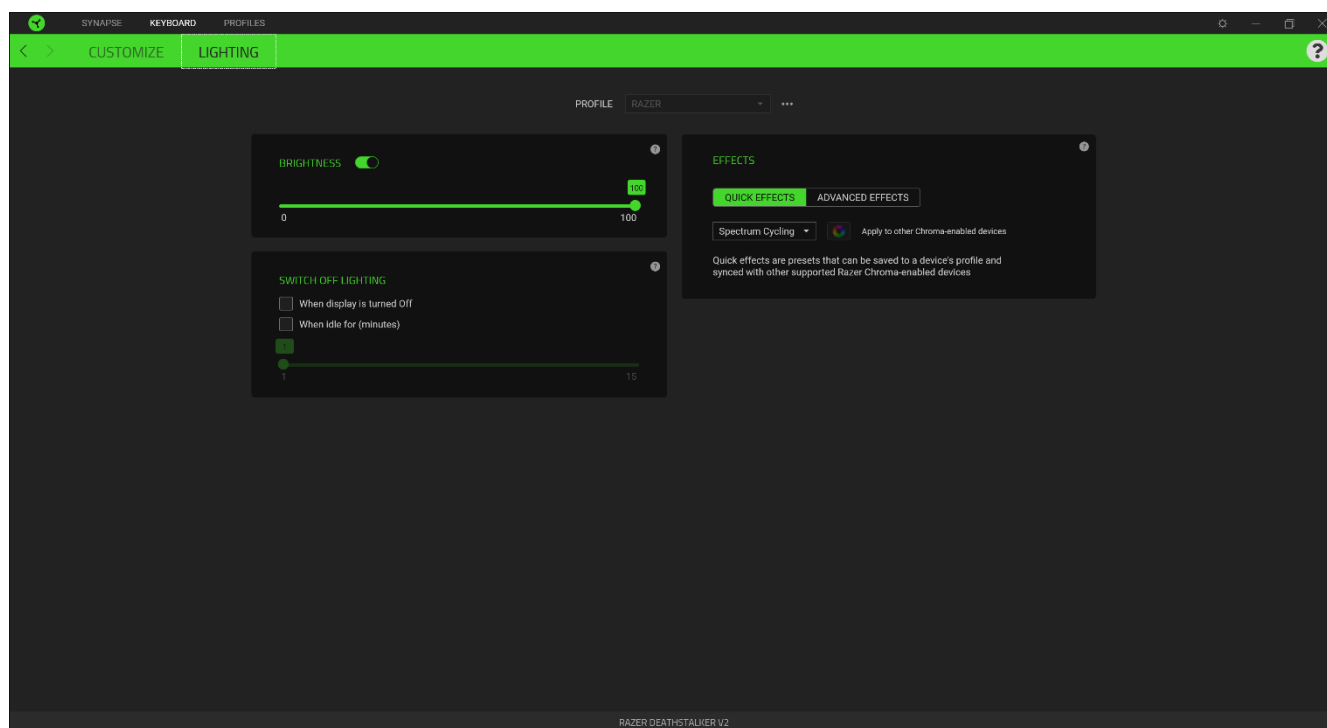 SYNAPSE KEYBOARD PROFILES
CUSTOMIZE LIGHTING
?
PROFILE RAZER
BRIGHTNESS
?
100
0 100
SWITCH OFF LIGHTING
?
When display is turned Off
When idle for (minutes)
1
1 15
EFFECTS
?
QUICK EFFECTS ADVANCED EFFECTS
Spectrum Cycling Apply to other Chroma-enabled devices
Quick effects are presets that can be saved to a device's profile and
synced with other supported Razer Chroma-enabled devices
RAZER DEATHSTALKER V2